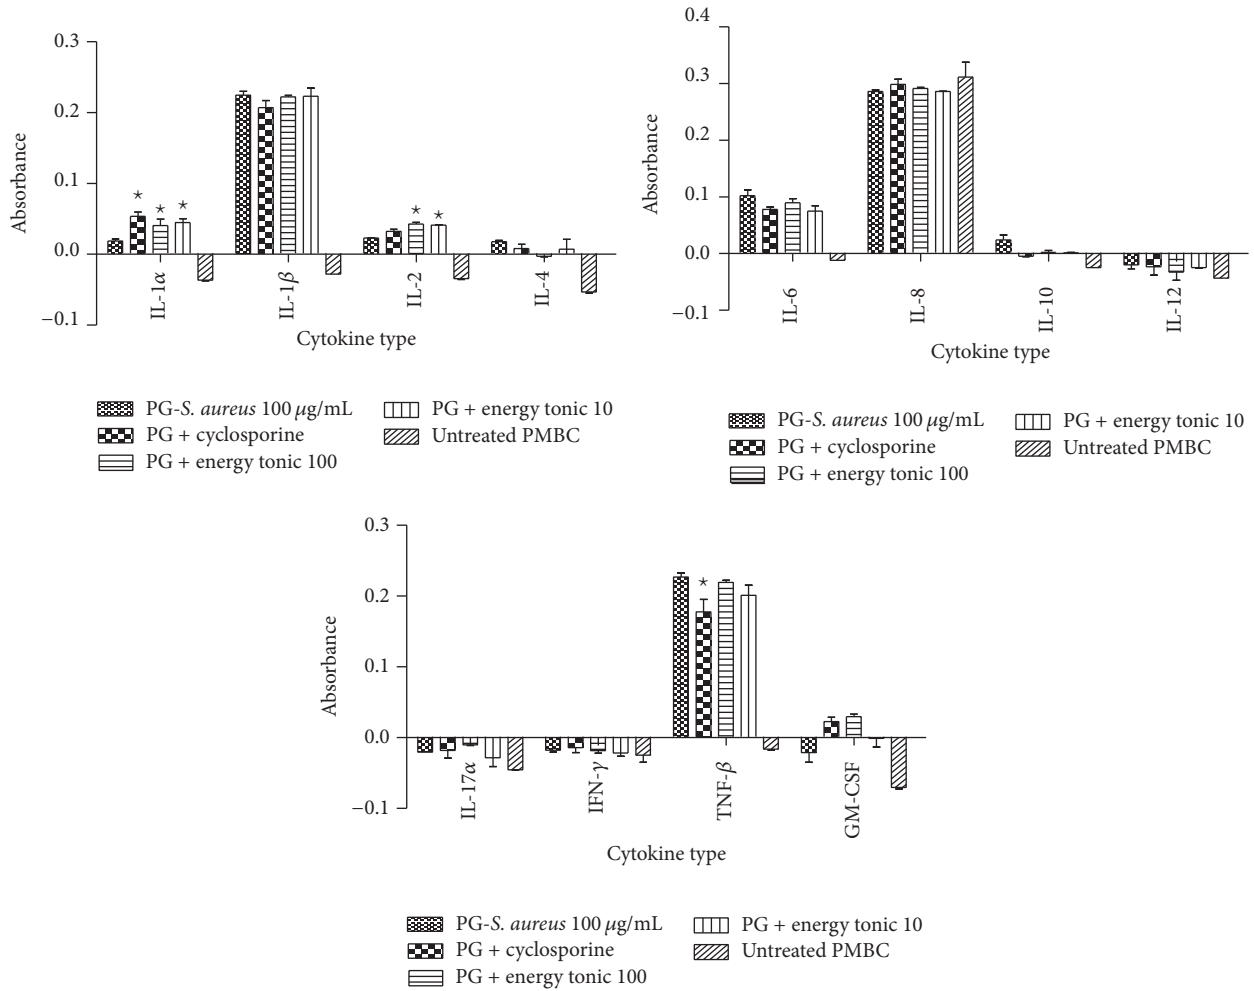 0.3
0.2
0.1
0.0
−0.1
Absorbance
* * *
* *
IL-1α
IL-1β
IL-2
IL-4
Cytokine type
PG-S. aureus 100 μg/mL
PG + cyclosporine
PG + energy tonic 100
PG + energy tonic 10
Untreated PMBC
0.4
0.3
0.2
0.1
0.0
−0.1
Absorbance
IL-6
IL-8
IL-10
IL-12
Cytokine type
PG-S. aureus 100 μg/mL
PG + cyclosporine
PG + energy tonic 100
PG + energy tonic 10
Untreated PMBC
0.3
0.2
0.1
0.0
−0.1
Absorbance
*
IL-17α
IFN-γ
TNF-β
GM-CSF
Cytokine type
PG-S. aureus 100 μg/mL
PG + cyclosporine
PG + energy tonic 100
PG + energy tonic 10
Untreated PMBC